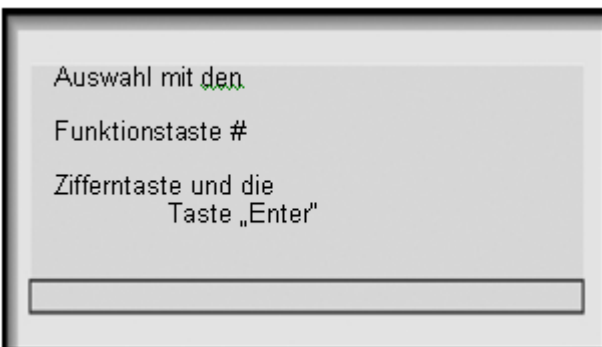 Auswahl mit den
Funktionstaste #
Zifferntaste und die
Taste „Enter"